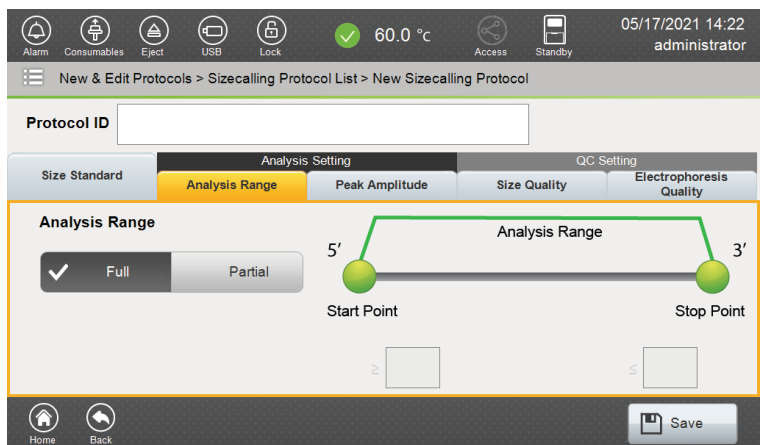 60.0 °c
05/17/2021 14:22
administrator
Alarm Consumables Eject USB Lock Access Standby
New & Edit Protocols > Sizecalling Protocol List > New Sizecalling Protocol
Protocol ID
Analysis Setting
QC Setting
Size Standard
Analysis Range
Peak Amplitude
Size Quality
Electrophoresis
Quality
Analysis Range
Full
Partial
Analysis Range
5′
3′
Start Point
Stop Point
≥
≤
Home Back
Save